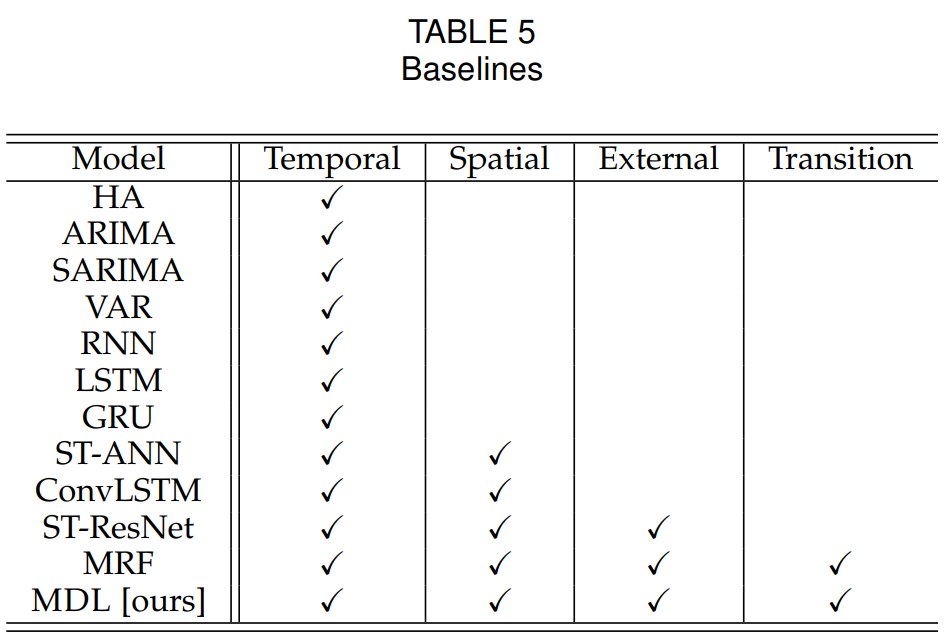 TABLE 5
Baselines
Model Temporal Spatial External Transition
HA ✓
ARIMA ✓
SARIMA ✓
VAR ✓
RNN ✓
LSTM ✓
GRU ✓
ST-ANN ✓ ✓
ConvLSTM ✓ ✓
ST-ResNet ✓ ✓ ✓
MRF ✓ ✓ ✓ ✓
MDL [ours] ✓ ✓ ✓ ✓